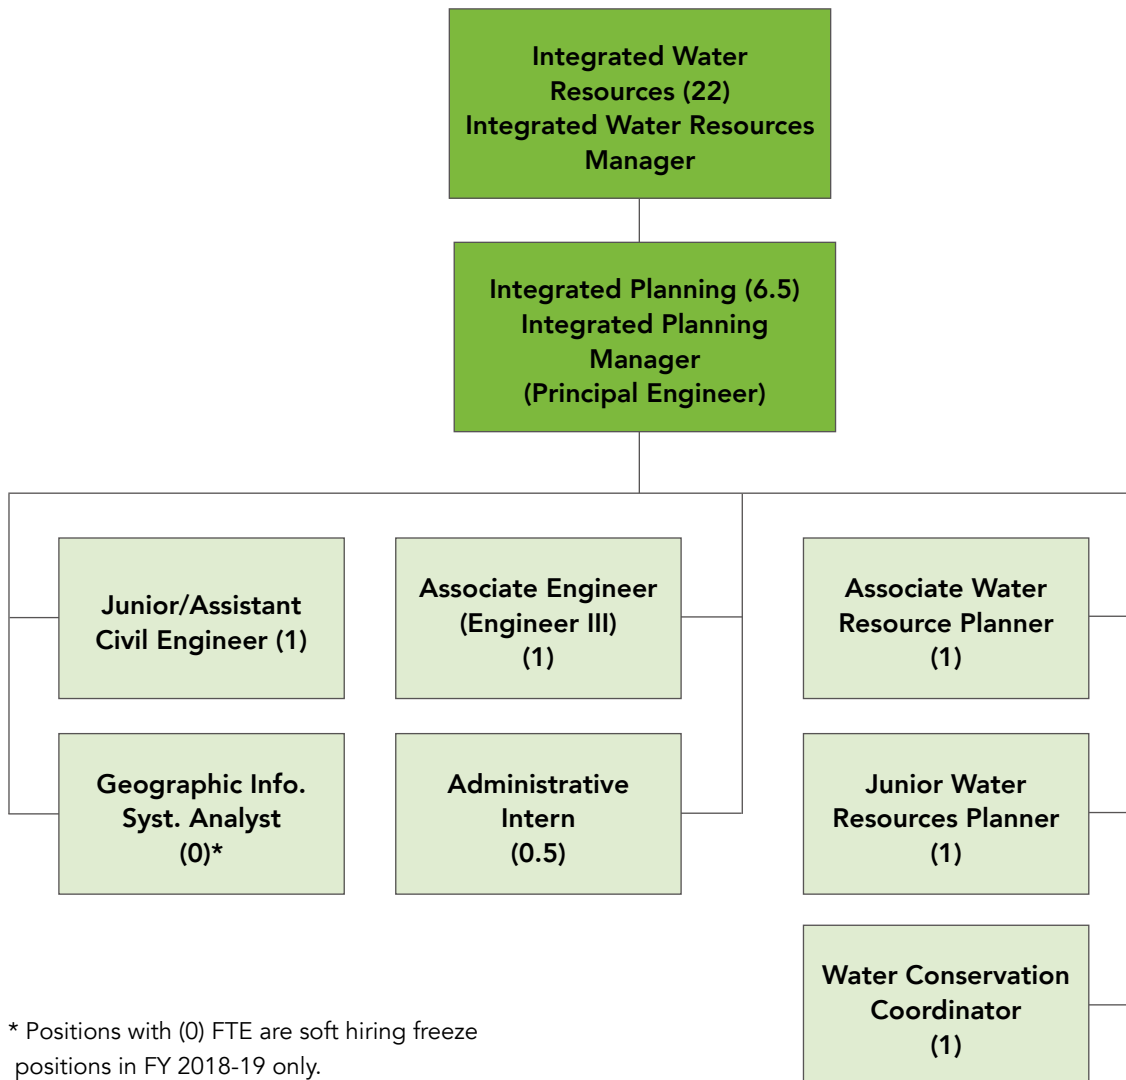 Integrated Water
Resources (22)
Integrated Water Resources
Manager
Integrated Planning (6.5)
Integrated Planning
Manager
(Principal Engineer)
Junior/Assistant
Civil Engineer (1)
Associate Engineer
(Engineer III)
(1)
Associate Water
Resource Planner
(1)
Geographic Info.
Syst. Analyst
(0)*
Administrative
Intern
(0.5)
Junior Water
Resources Planner
(1)
Water Conservation
Coordinator
(1)
* Positions with (0) FTE are soft hiring freeze
positions in FY 2018-19 only.